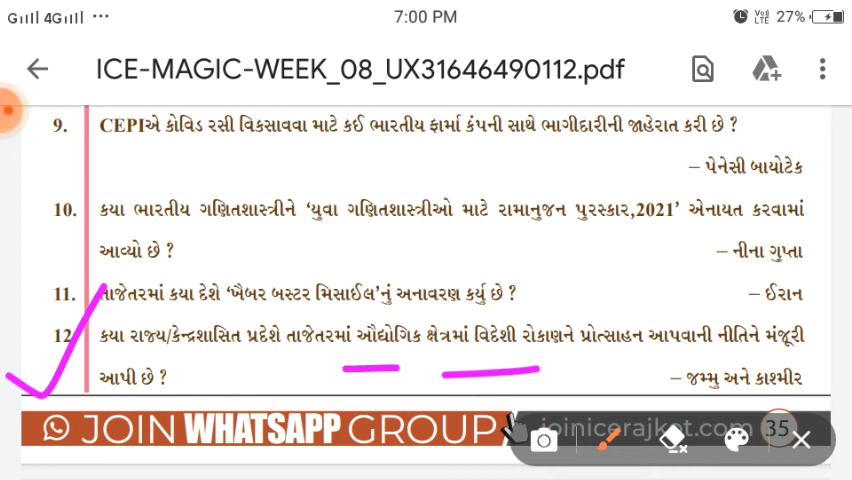 7:00 PM
4G
Vo)
LTE
27%
ICE-MAGIC-WEEK_08_UX31646490112.pdf
9. CEPIએ કોવિડ રસી વિકસાવવા માટે કઈ ભારતીય ફાર્મા કંપની સાથે ભાગીદારીની જાહેરાત કરી છે ?
– પેનેસી બાયોટેક
10. કયા ભારતીય ગણિતશાસ્ત્રીને ‘યુવા ગણિતશાસ્ત્રીઓ માટે રામાનુજન પુરસ્કાર,2021’ એનાયત કરવામાં
આવ્યો છે ? – નીના ગુપ્તા
11. તાજેતરમાં કયા દેશે ‘ખૈબર બસ્ટર મિસાઈલ’નું અનાવરણ કર્યુ છે ? – ઈરાન
12. કયા રાજ્ય/કેન્દ્રશાસિત પ્રદેશે તાજેતરમાં ઔદ્યોગિક ક્ષેત્રમાં વિદેશી રોકાણને પ્રોત્સાહન આપવાની નીતિને મંજૂરી
આપી છે ? – જમ્મુ અને કાશ્મીર
JOIN WHATSAPP GROUP joinicerajkot.com 35